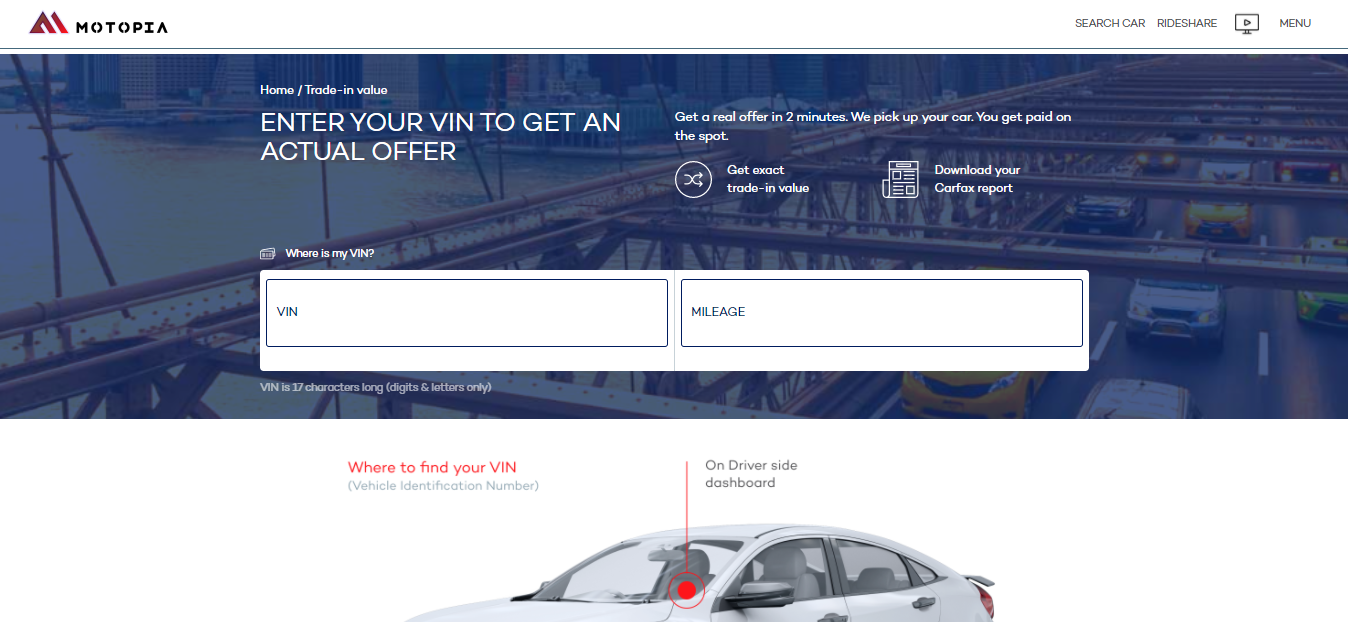 MOTOPIA
SEARCH CAR
RIDESHARE
MENU
Home / Trade-in value
ENTER YOUR VIN TO GET AN
ACTUAL OFFER
Get a real offer in 2 minutes. We pick up your car. You get paid on
the spot.
Get exact
trade-in value
Download your
Carfax report
Where is my VIN?
VIN
MILEAGE
VIN is 17 characters long (digits & letters only)
Where to find your VIN
(Vehicle Identification Number)
On Driver side
dashboard